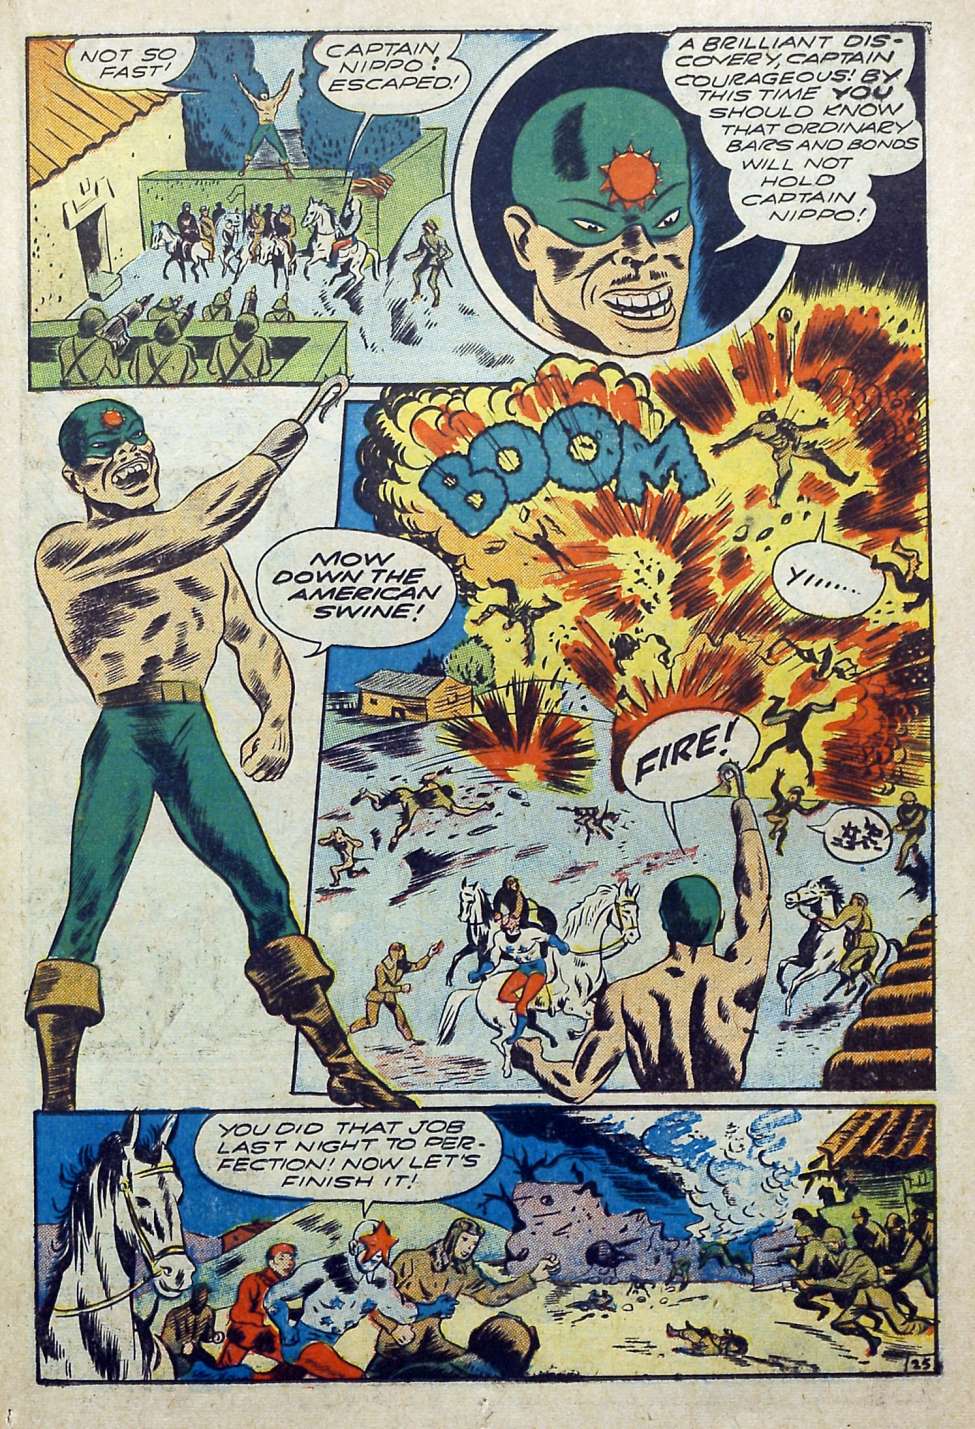 NOT SO
FAST!
CAPTAIN
NIPPO!
ESCAPED!
A BRILLIANT DIS-
COVERY, CAPTAIN
COURAGEOUS! BY
THIS TIME YOU
SHOULD KNOW
THAT ORDINARY
BARS AND BONDS
WILL NOT
HOLD
CAPTAIN
NIPPO!
BOOM
MOW
DOWN THE
AMERICAN
SWINE!
YIIIII.....
FIRE!
YOU DID THAT JOB
LAST NIGHT TO PER-
FECTION! NOW LET'S
FINISH IT!
25